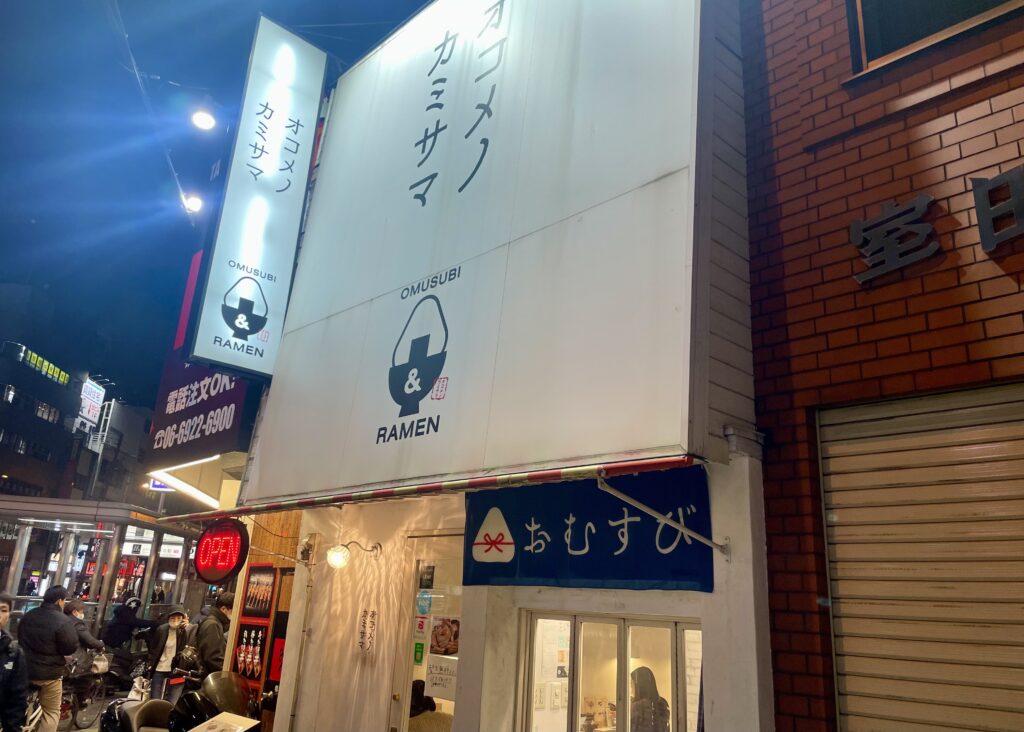 オコメノ
カミサマ
OMUSUBI
&
RAMEN
オコメノ
カミサマ
OMUSUBI
&
RAMEN
電話注文OK!
☎06-6922-6900
OPEN
おむすび
オコメノ
カミサマ
室田